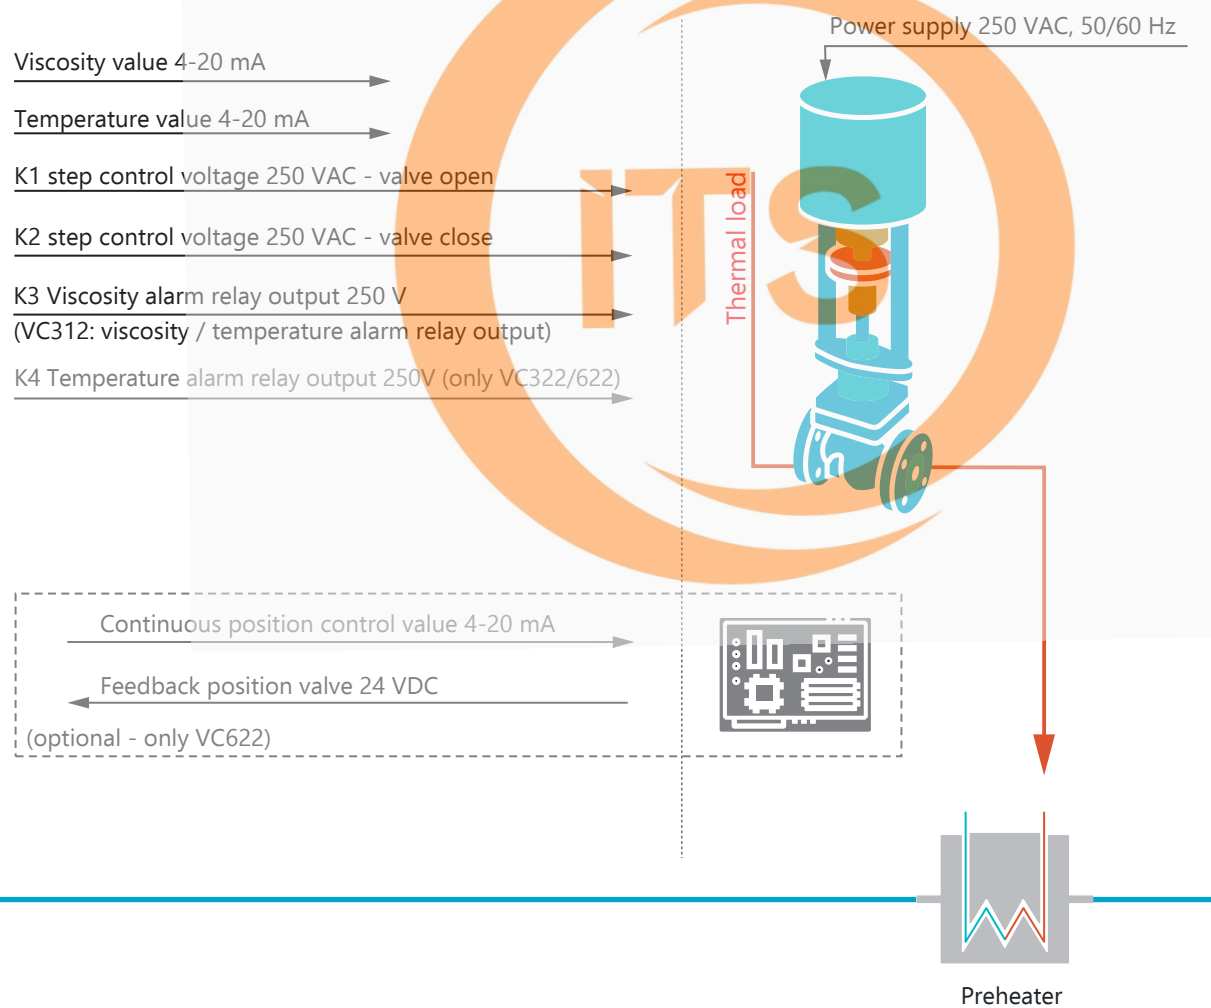 Power supply 250 VAC, 50/60 Hz
Viscosity value 4-20 mA
Temperature value 4-20 mA
K1 step control voltage 250 VAC - valve open
K2 step control voltage 250 VAC - valve close
K3 Viscosity alarm relay output 250 V
(VC312: viscosity / temperature alarm relay output)
K4 Temperature alarm relay output 250V (only VC322/622)
Thermal load
ITS
Continuous position control value 4-20 mA
Feedback position valve 24 VDC
(optional - only VC622)
Preheater